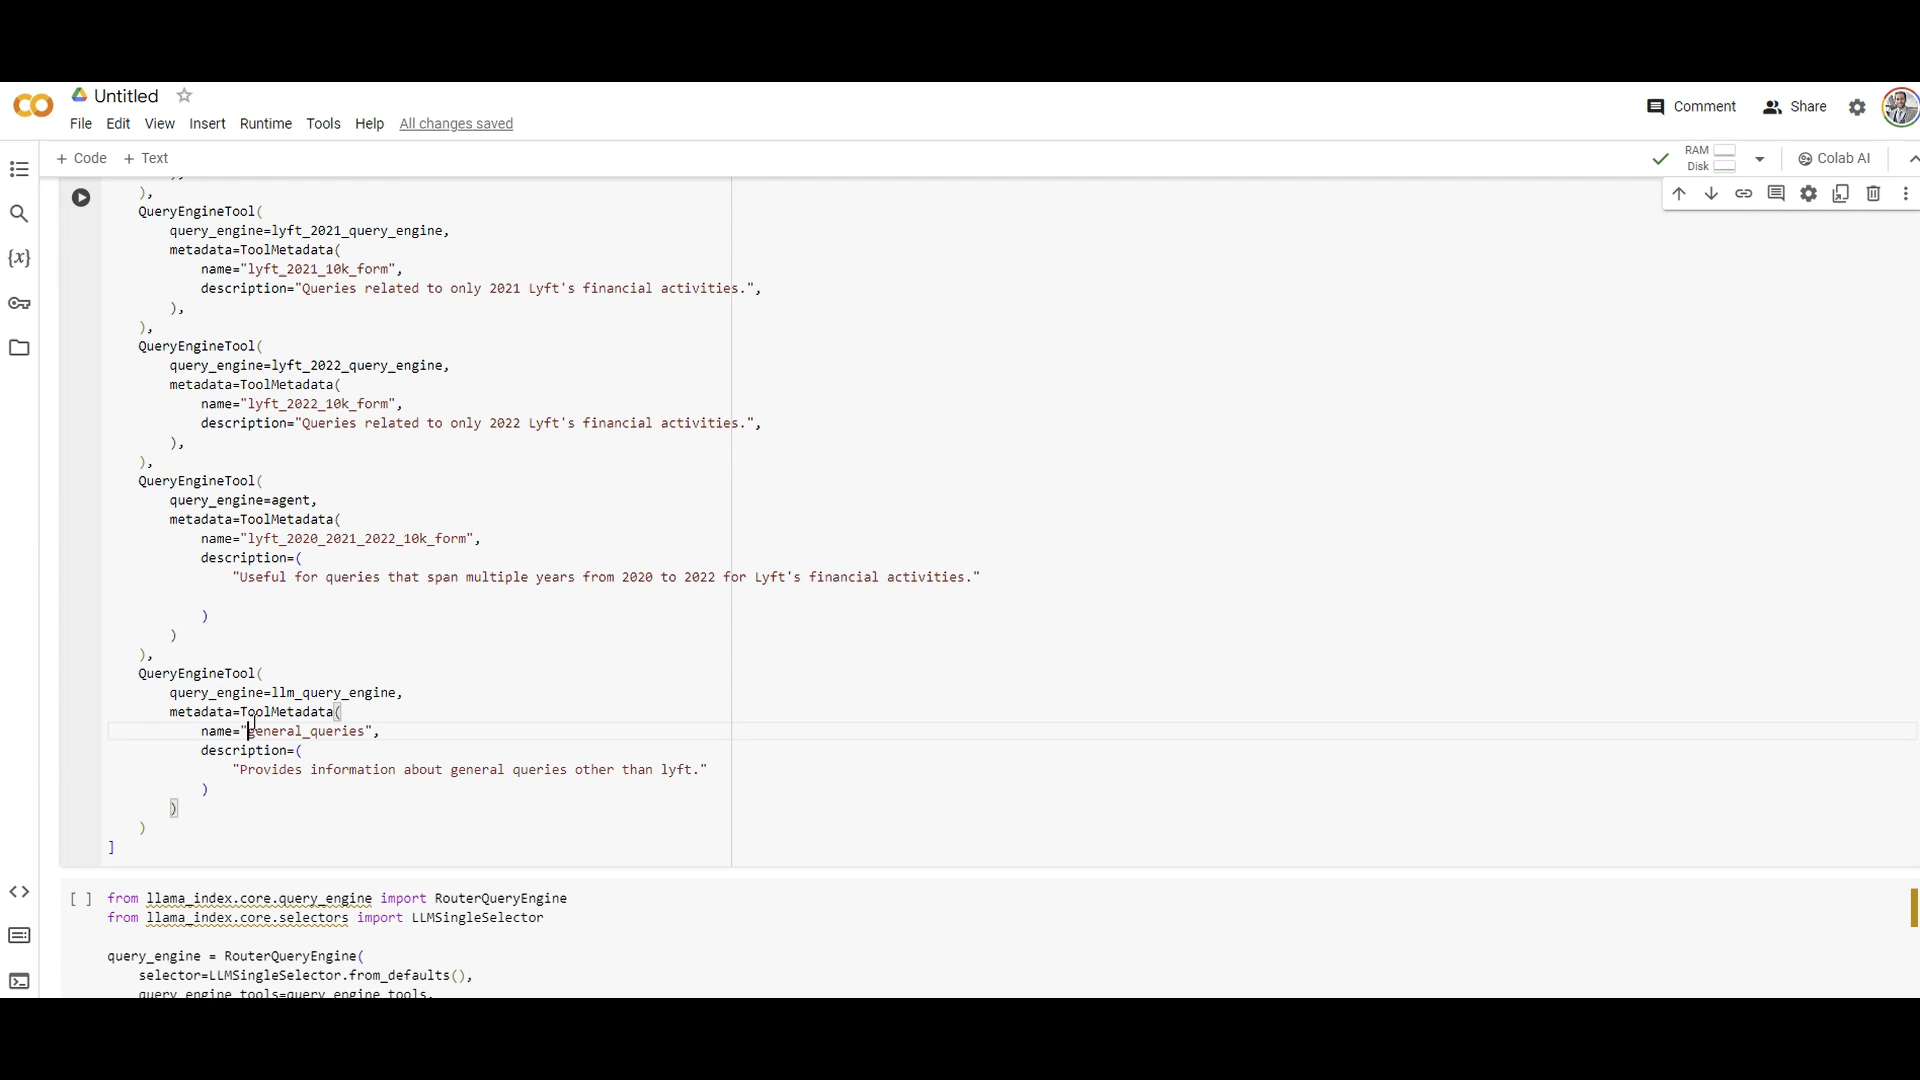 Untitled
Comment
Share
File Edit View Insert Runtime Tools Help All changes saved
+ Code + Text
RAM
Disk
Colab AI
),
QueryEngineTool(
query_engine=lyft_2021_query_engine,
metadata=ToolMetadata(
name="lyft_2021_10k_form",
description="Queries related to only 2021 Lyft's financial activities.",
),
),
QueryEngineTool(
query_engine=lyft_2022_query_engine,
metadata=ToolMetadata(
name="lyft_2022_10k_form",
description="Queries related to only 2022 Lyft's financial activities.",
),
),
QueryEngineTool(
query_engine=agent,
metadata=ToolMetadata(
name="lyft_2020_2021_2022_10k_form",
description=(
"Useful for queries that span multiple years from 2020 to 2022 for Lyft's financial activities."
)
)
),
QueryEngineTool(
query_engine=llm_query_engine,
metadata=ToolMetadata(
name="general_queries",
description=(
"Provides information about general queries other than lyft."
)
)
)
]
[ ] from llama_index.core.query_engine import RouterQueryEngine
from llama_index.core.selectors import LLMSingleSelector
query_engine = RouterQueryEngine(
selector=LLMSingleSelector.from_defaults(),
query_engine_tools=query_engine_tools,